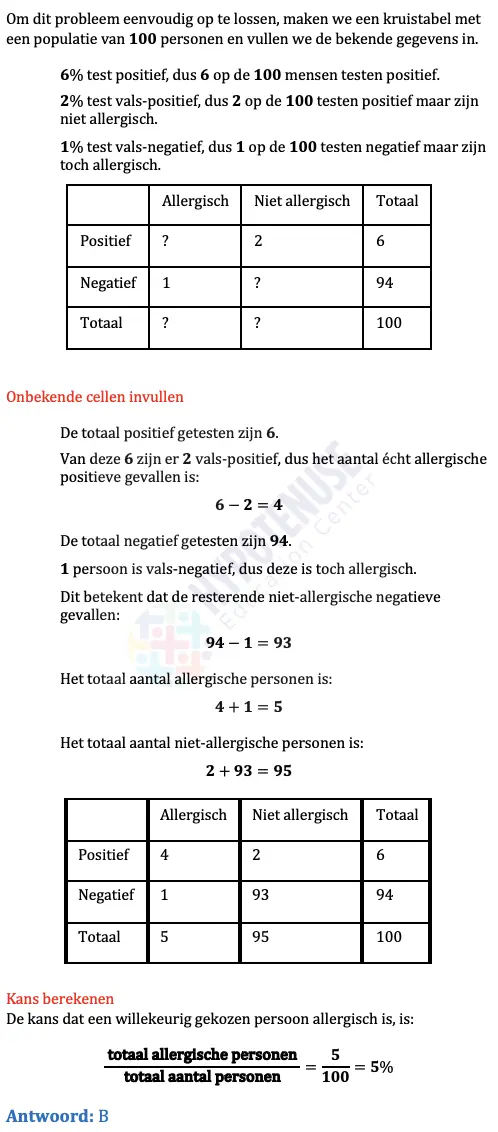 Om dit probleem eenvoudig op te lossen, maken we een kruistabel met
een populatie van 100 personen en vullen we de bekende gegevens in.
6% test positief, dus 6 op de 100 mensen testen positief.
2% test vals-positief, dus 2 op de 100 testen positief maar zijn
niet allergisch.
1% test vals-negatief, dus 1 op de 100 testen negatief maar zijn
toch allergisch.
Allergisch Niet allergisch Totaal
Positief ? 2 6
Negatief 1 ? 94
Totaal ? ? 100
Onbekende cellen invullen
De totaal positief getesten zijn 6.
Van deze 6 zijn er 2 vals-positief, dus het aantal écht allergische
positieve gevallen is:
6 − 2 = 4
De totaal negatief getesten zijn 94.
1 persoon is vals-negatief, dus deze is toch allergisch.
Dit betekent dat de resterende niet-allergische negatieve
gevallen:
94 − 1 = 93
Het totaal aantal allergische personen is:
4 + 1 = 5
Het totaal aantal niet-allergische personen is:
2 + 93 = 95
Allergisch Niet allergisch Totaal
Positief 4 2 6
Negatief 1 93 94
Totaal 5 95 100
Kans berekenen
De kans dat een willekeurig gekozen persoon allergisch is, is:
totaal allergische personen / totaal aantal personen = 5 / 100 = 5%
Antwoord: B
HYPOTENUSE
Education Center